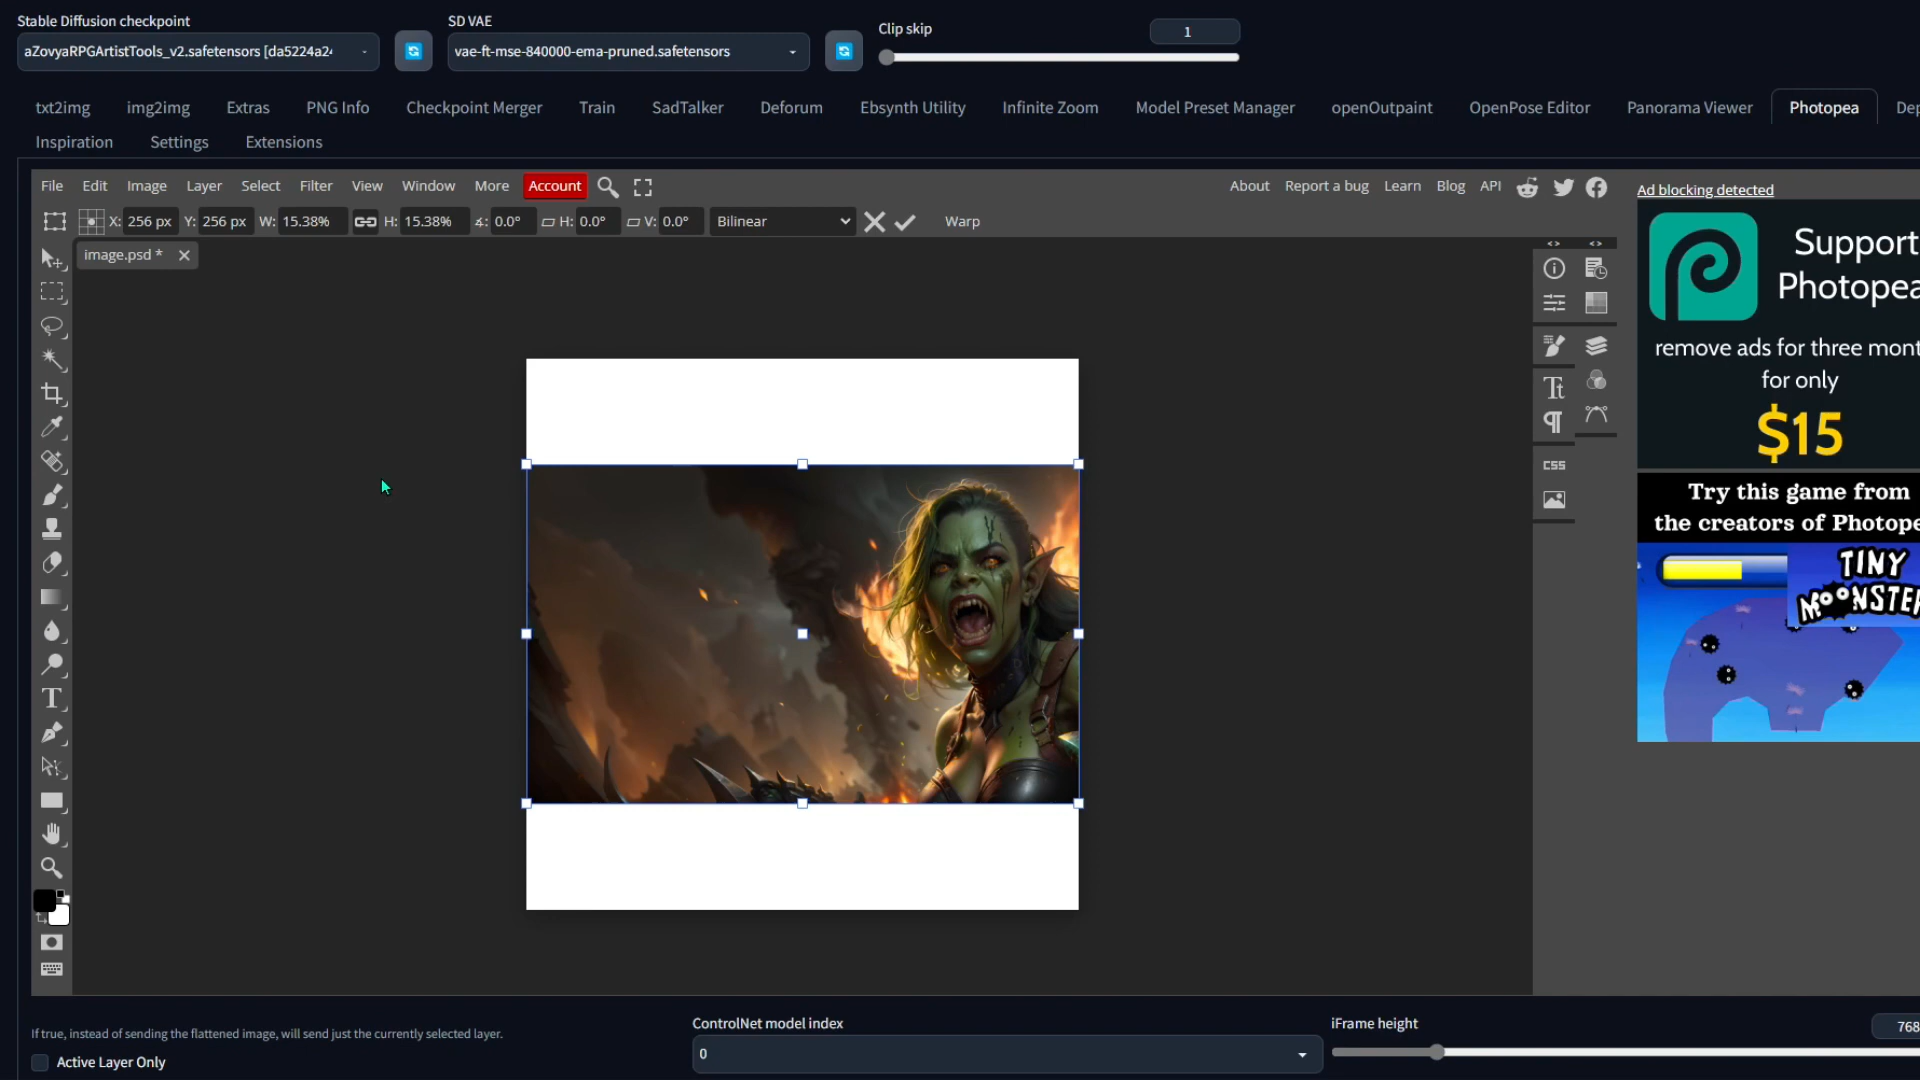 Stable Diffusion checkpoint
SD VAE
Clip skip
aZovyaRPGArtistTools_v2.safetensors [da5224a2
vae-ft-mse-840000-ema-pruned.safetensors
1
txt2img img2img Extras PNG Info Checkpoint Merger Train SadTalker Deforum Ebsynth Utility Infinite Zoom Model Preset Manager openOutpaint OpenPose Editor Panorama Viewer Photopea Dep
Inspiration Settings Extensions
File Edit Image Layer Select Filter View Window More Account
About Report a bug Learn Blog API
X: 256 px Y: 256 px W: 15.38% H: 15.38% ∡: 0.0° H: 0.0° V: 0.0° Bilinear Warp
image.psd *
CSS
Ad blocking detected
Support
Photopea
remove ads for three mont
for only
$15
Try this game from
the creators of Photope
TINY
MOONSTER
If true, instead of sending the flattened image, will send just the currently selected layer.
Active Layer Only
ControlNet model index
0
iFrame height
768